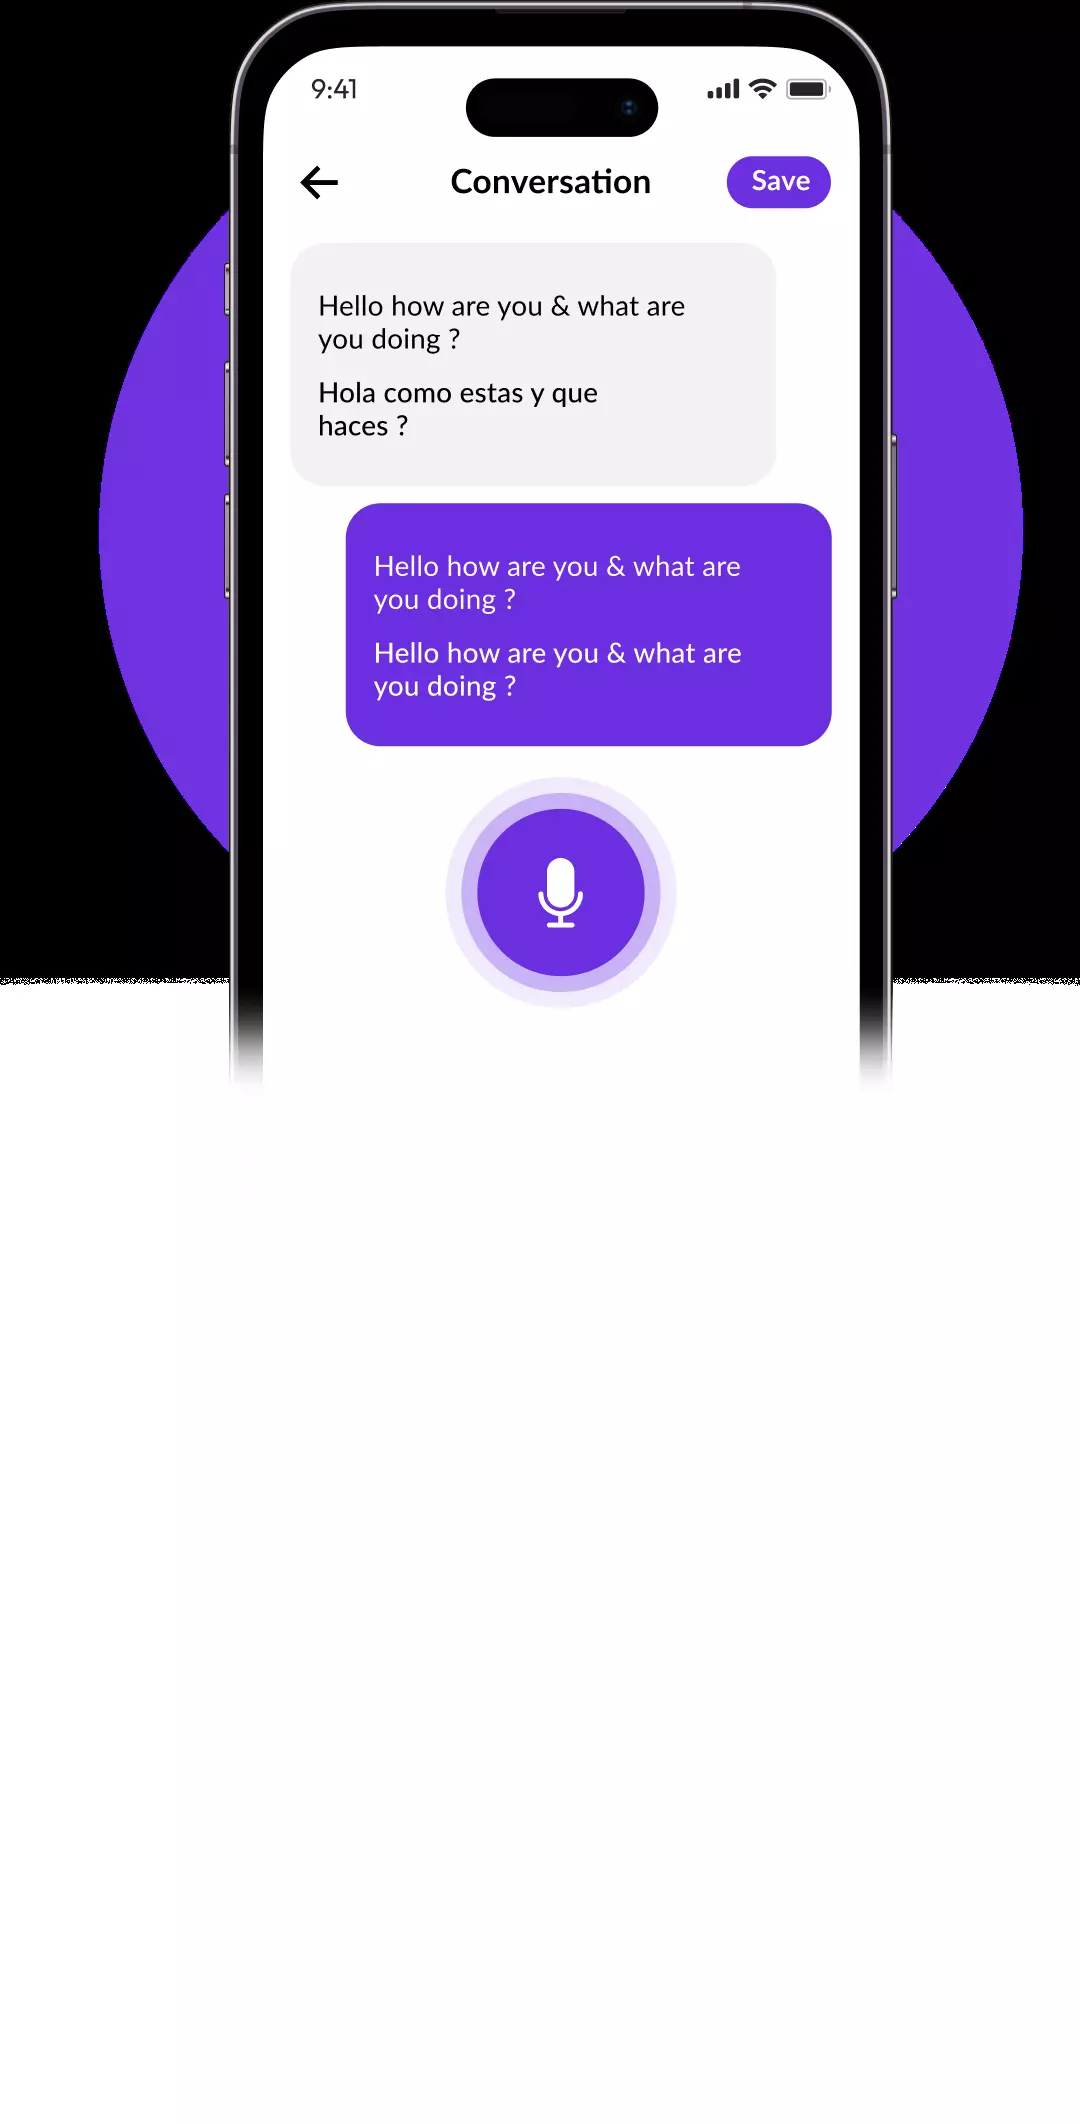 9:41
Conversation
Save
Hello how are you & what are
you doing ?
Hola como estas y que
haces ?
Hello how are you & what are
you doing ?
Hello how are you & what are
you doing ?